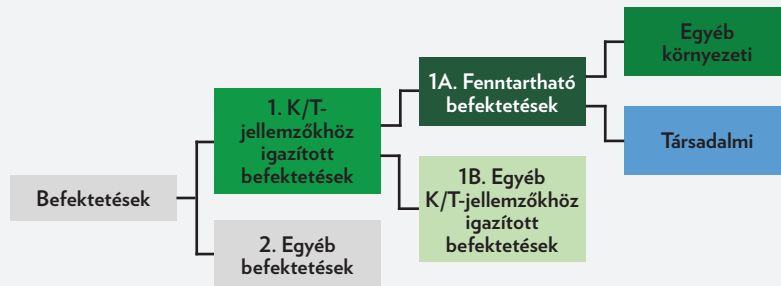 Befektetések
1. K/T-
jellemzőkhöz
igazított
befektetések
2. Egyéb
befektetések
1A. Fenntartható
befektetések
1B. Egyéb
K/T-jellemzőkhöz
igazított
befektetések
Egyéb
környezeti
Társadalmi